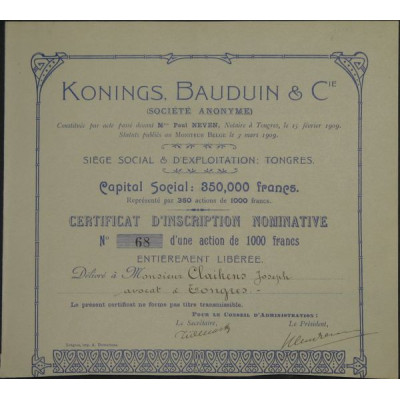 KONINGS, BAUDUIN & CIE
(SOCIÉTÉ ANONYME)
Constituée par acte passé devant Mtre Paul NEVEN, Notaire à Tongres, le 15 février 1909.
Statuts publiés au MONITEUR BELGE le 5 mars 1909.
SIÈGE SOCIAL & D'EXPLOITATION: TONGRES.
Capital Social: 350,000 francs.
Représenté par 350 actions de 1000 francs.
CERTIFICAT D'INSCRIPTION NOMINATIVE
No 68 d'une action de 1000 francs
ENTIÈREMENT LIBÉRÉE.
Délivré à Monsieur Claikens Joseph
avocat à Tongres
Le présent certificat ne forme pas titre transmissible.
POUR LE CONSEIL D'ADMINISTRATION:
Le Secrétaire, Le Président,
Tongres, imp.